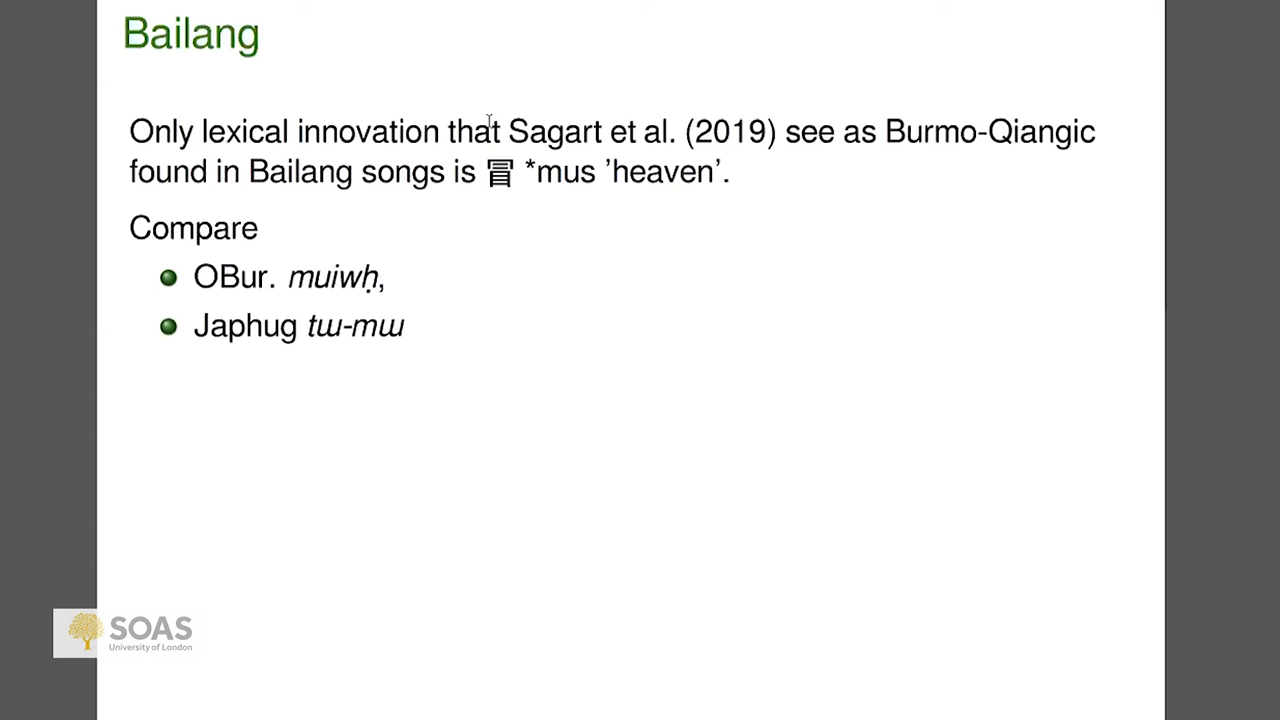 Bailang
Only lexical innovation that Sagart et al. (2019) see as Burmo-Qiangic
found in Bailang songs is 冒 *mus ’heaven’.
Compare
OBur. muiwḥ,
Japhug tɯ-mɯ
SOAS
University of London